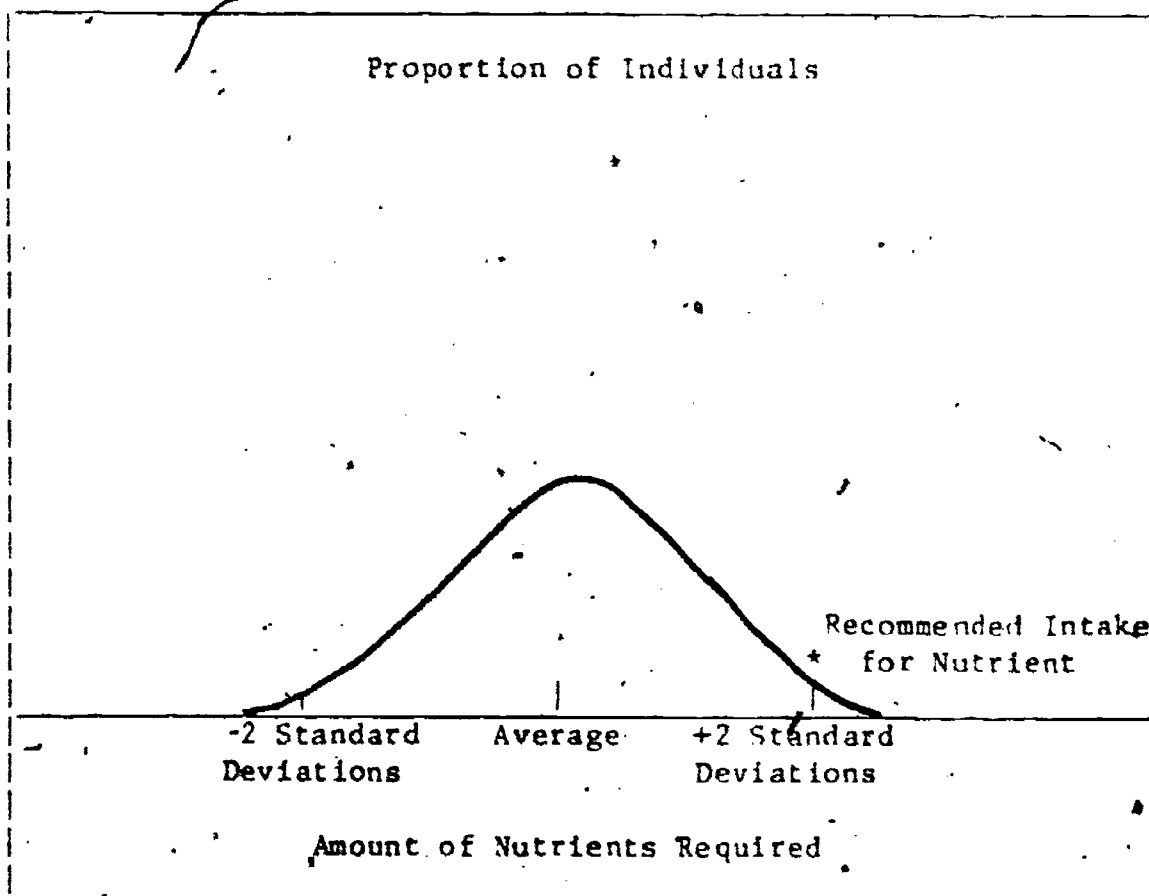 Proportion of Individuals
* Recommended Intake
for Nutrient
-2 Standard
Deviations
Average
+2 Standard
Deviations
Amount of Nutrients Required